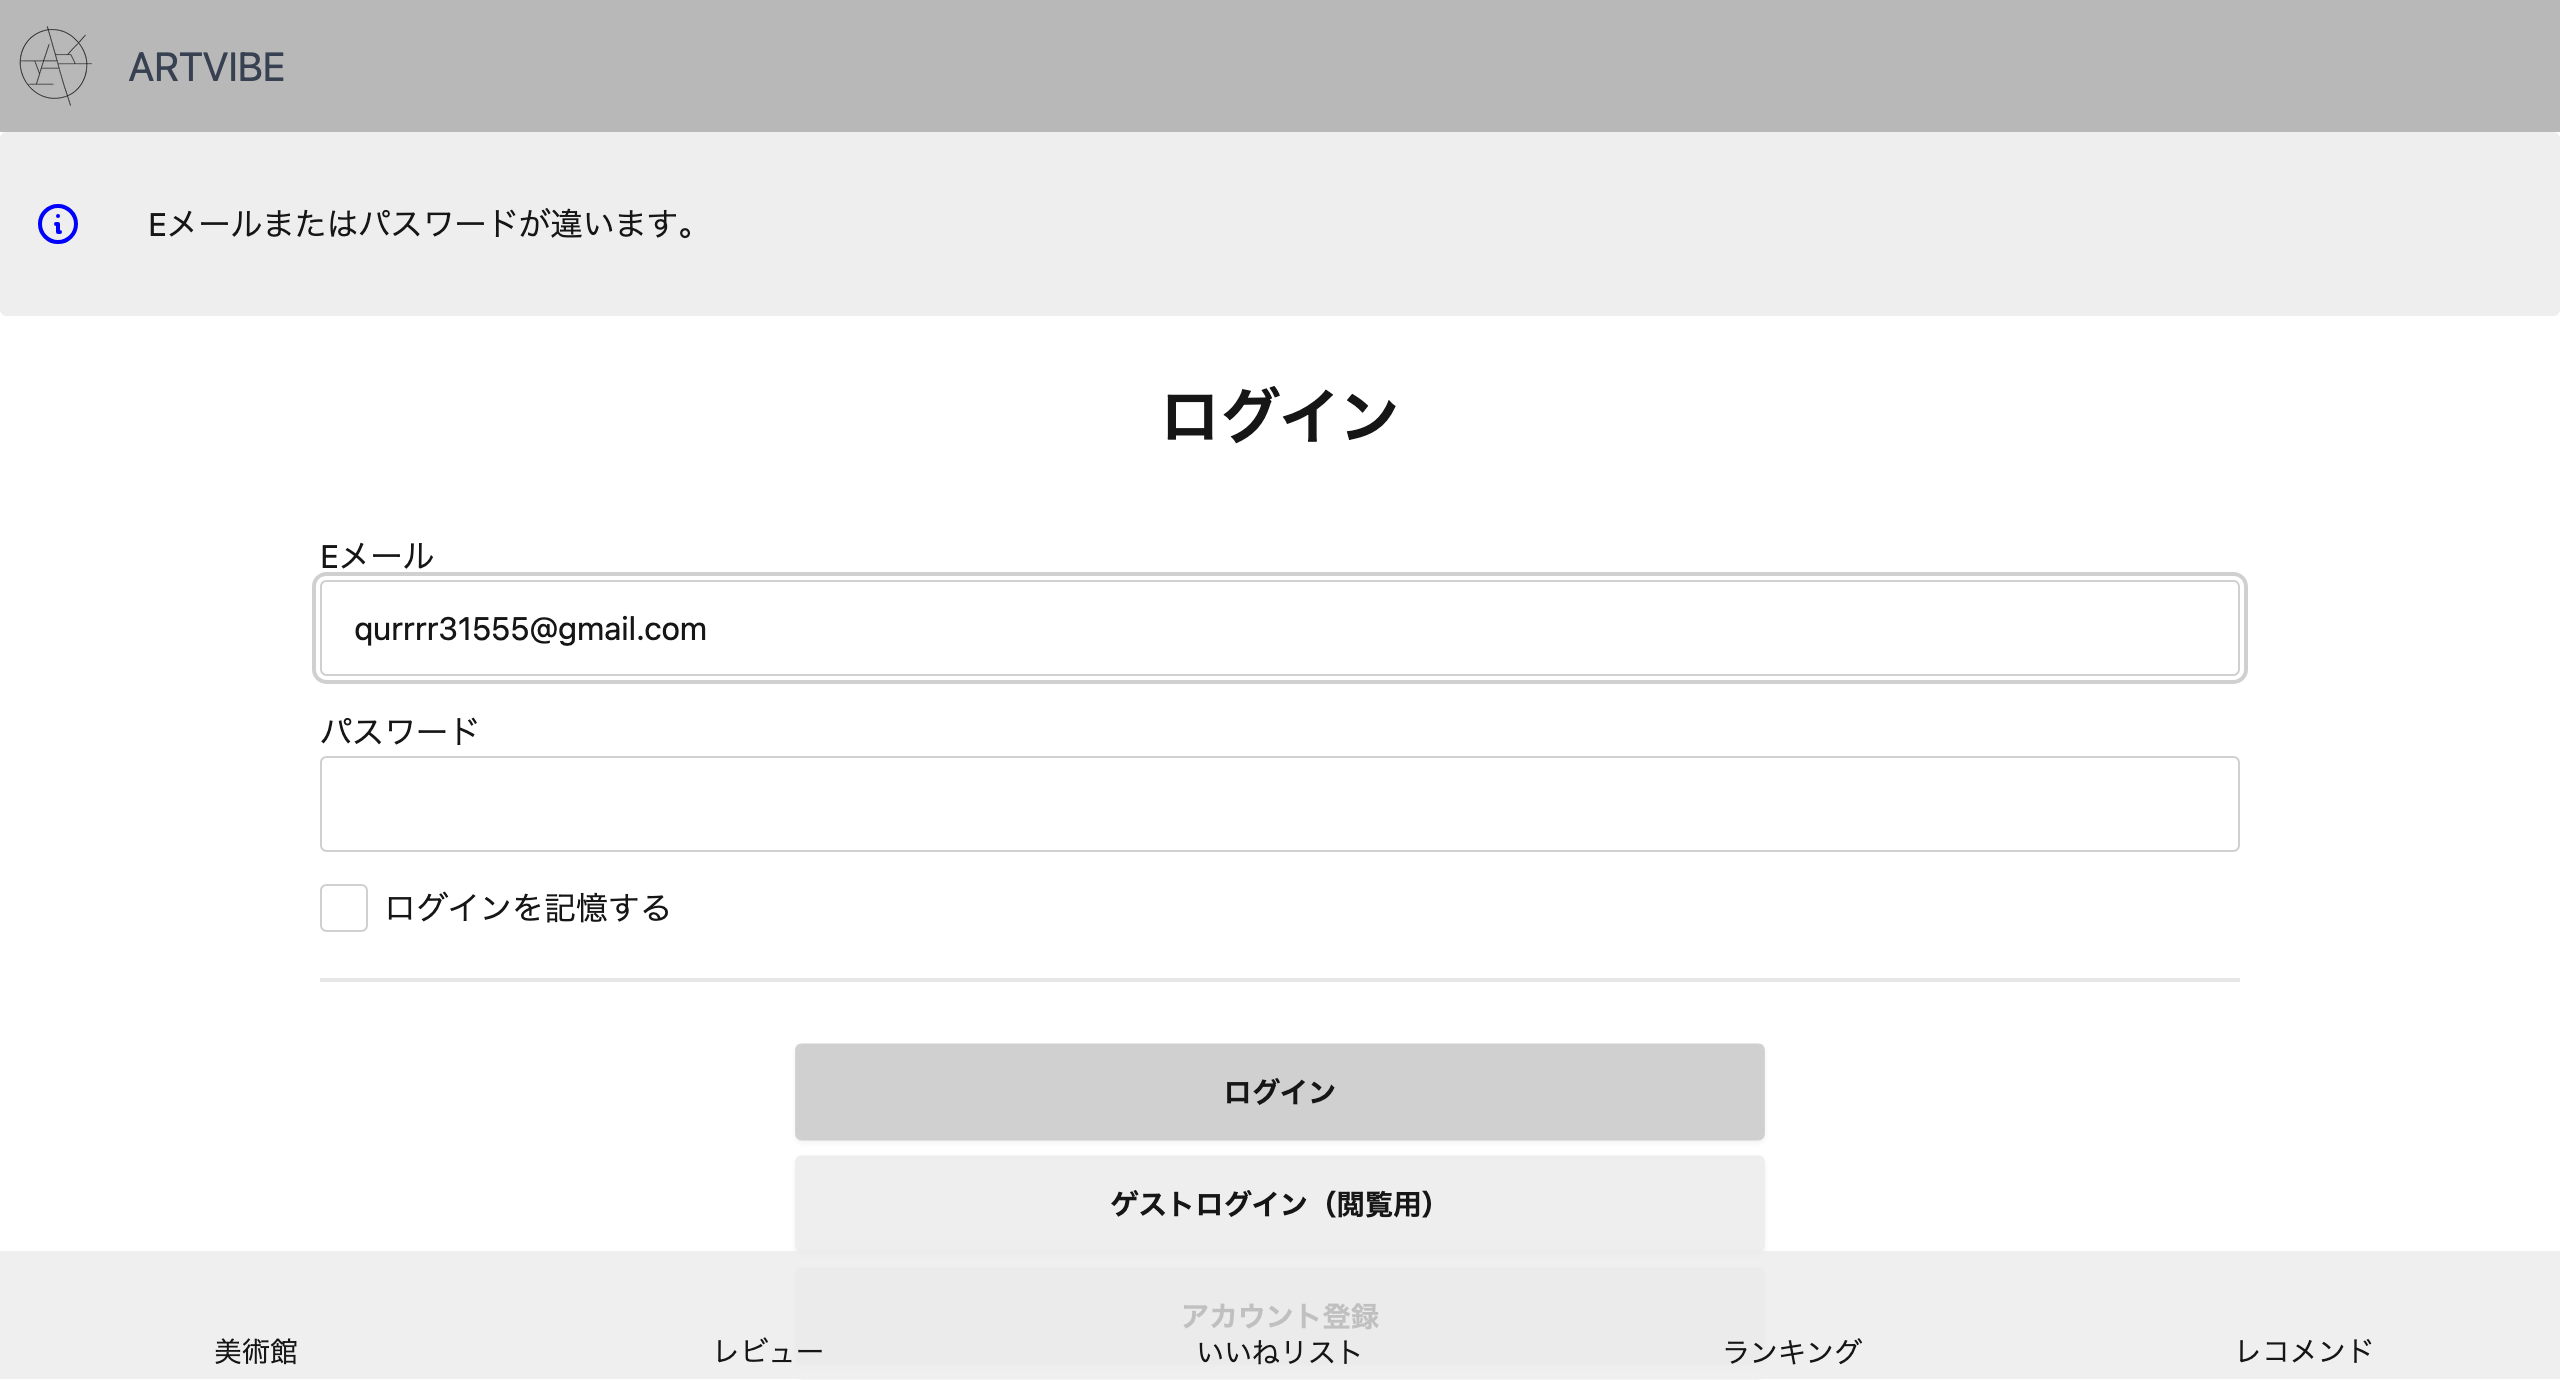 ARTVIBE
Eメールまたはパスワードが違います。
ログイン
Eメール
qurrrr31555@gmail.com
パスワード
ログインを記憶する
ログイン
ゲストログイン（閲覧用）
アカウント登録
美術館
レビュー
いいねリスト
ランキング
レコメンド